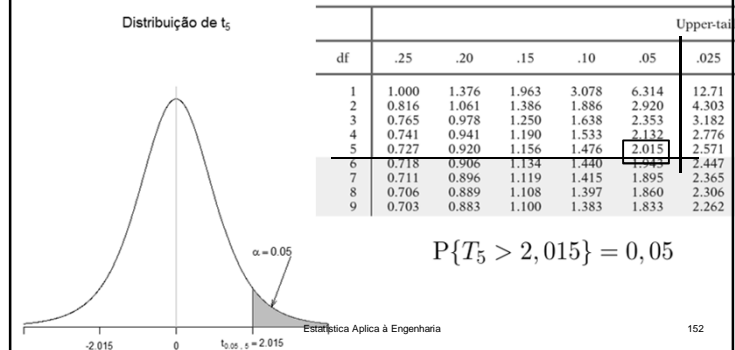 Distribuição de t5
α=0.05
-2.015 0 t0.05 , 5 = 2.015
Upper-tail
df .25 .20 .15 .10 .05 .025
1 1.000 1.376 1.963 3.078 6.314 12.71
2 0.816 1.061 1.386 1.886 2.920 4.303
3 0.765 0.978 1.250 1.638 2.353 3.182
4 0.741 0.941 1.190 1.533 2.132 2.776
5 0.727 0.920 1.156 1.476 2.015 2.571
6 0.718 0.906 1.134 1.440 1.943 2.447
7 0.711 0.896 1.119 1.415 1.895 2.365
8 0.706 0.889 1.108 1.397 1.860 2.306
9 0.703 0.883 1.100 1.383 1.833 2.262
P{T5 > 2,015} = 0,05
Estatística Aplica à Engenharia
152